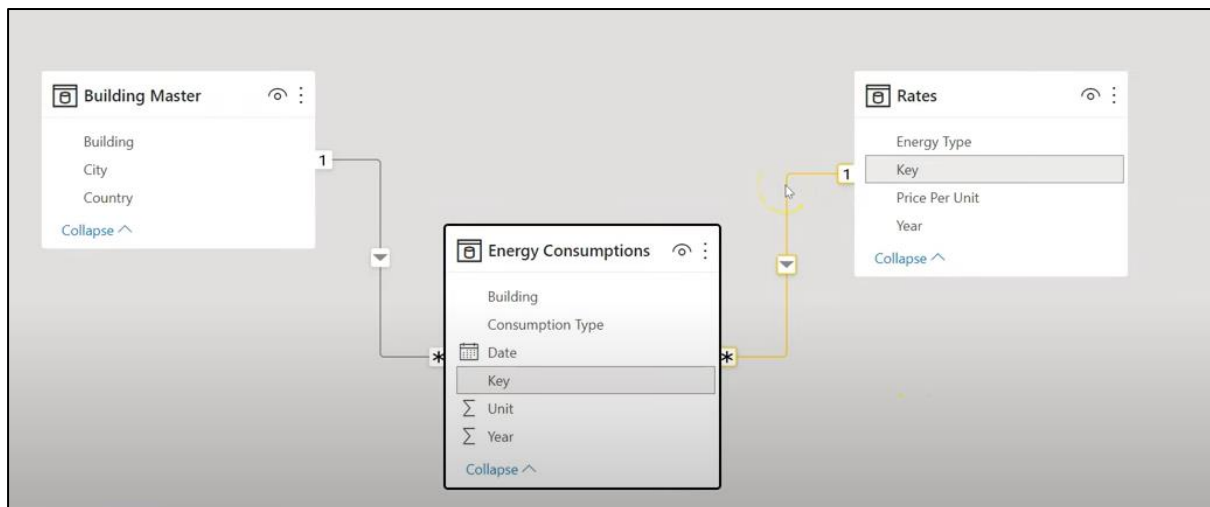 Building Master
Building
City
Country
Collapse
1
Energy Consumptions
Building
Consumption Type
Date
Key
Σ Unit
Σ Year
Collapse
*
*
Rates
Energy Type
Key
Price Per Unit
Year
Collapse
1